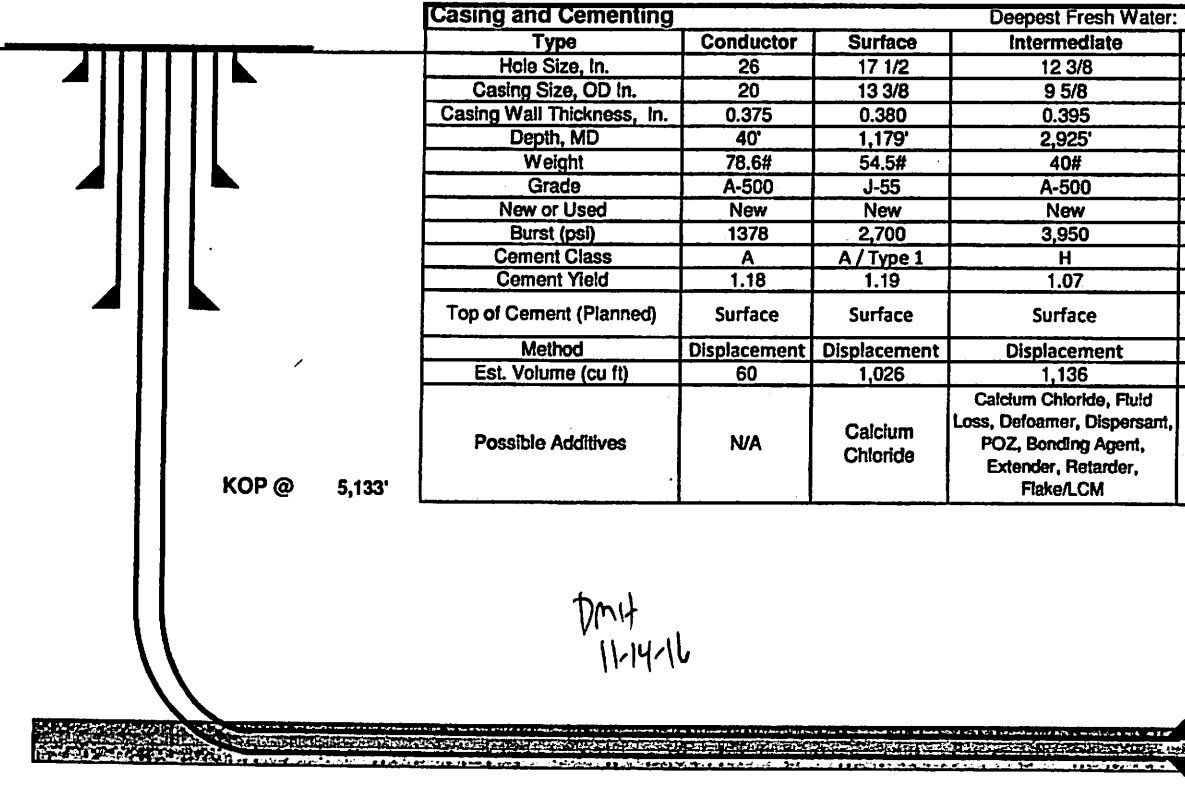 Casing and Cementing Deepest Fresh Water:
Type Conductor Surface Intermediate
Hole Size, In. 26 17 1/2 12 3/8
Casing Size, OD In. 20 13 3/8 9 5/8
Casing Wall Thickness, In. 0.375 0.380 0.395
Depth, MD 40' 1,179' 2,925'
Weight 78.6# 54.5# 40#
Grade A-500 J-55 A-500
New or Used New New New
Burst (psi) 1378 2,700 3,950
Cement Class A A / Type 1 H
Cement Yield 1.18 1.19 1.07
Top of Cement (Planned) Surface Surface Surface
Method Displacement Displacement Displacement
Est. Volume (cu ft) 60 1,026 1,136
Possible Additives N/A Calcium
Chloride
Calcium Chloride, Fluid
Loss, Defoamer, Dispersant,
POZ, Bonding Agent,
Extender, Retarder,
Flake/LCM
KOP @ 5,133'
DMH
11-14-16